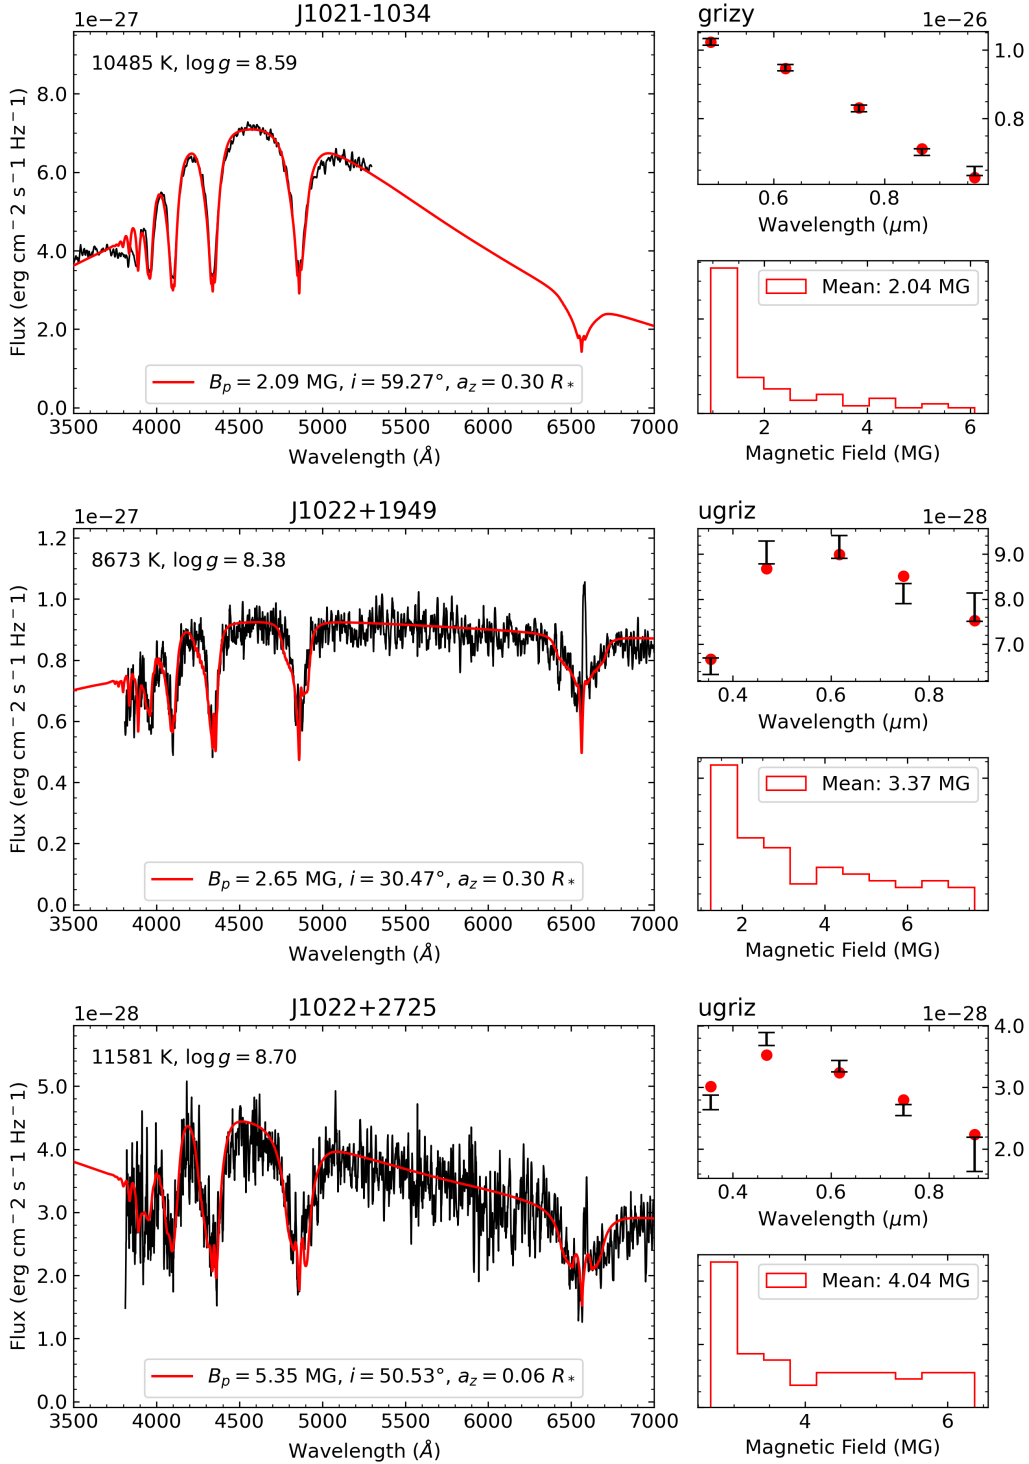 J1021-1034
1e−27
10485 K, log g = 8.59
8.0
6.0
4.0
2.0
0.0
Flux (erg cm−2 s−1 Hz−1)
B_p = 2.09 MG, i = 59.27°, a_z = 0.30 R_*
3500 4000 4500 5000 5500 6000 6500 7000
Wavelength (Å)
grizy
1e−26
1.0
0.8
0.6 0.8
Wavelength (μm)
Mean: 2.04 MG
2 4 6
Magnetic Field (MG)
J1022+1949
1e−27
8673 K, log g = 8.38
1.2
1.0
0.8
0.6
0.4
0.2
0.0
Flux (erg cm−2 s−1 Hz−1)
B_p = 2.65 MG, i = 30.47°, a_z = 0.30 R_*
3500 4000 4500 5000 5500 6000 6500 7000
Wavelength (Å)
ugriz
1e−28
9.0
8.0
7.0
0.4 0.6 0.8
Wavelength (μm)
Mean: 3.37 MG
2 4 6
Magnetic Field (MG)
J1022+2725
1e−28
11581 K, log g = 8.70
5.0
4.0
3.0
2.0
1.0
0.0
Flux (erg cm−2 s−1 Hz−1)
B_p = 5.35 MG, i = 50.53°, a_z = 0.06 R_*
3500 4000 4500 5000 5500 6000 6500 7000
Wavelength (Å)
ugriz
1e−28
4.0
3.0
2.0
0.4 0.6 0.8
Wavelength (μm)
Mean: 4.04 MG
4 6
Magnetic Field (MG)